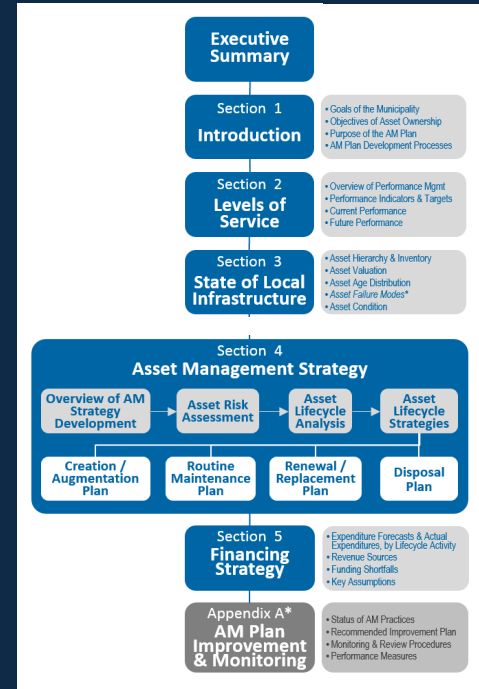 Executive
Summary
Section 1
Introduction
• Goals of the Municipality
• Objectives of Asset Ownership
• Purpose of the AM Plan
• AM Plan Development Processes
Section 2
Levels of
Service
• Overview of Performance Mgmt
• Performance Indicators & Targets
• Current Performance
• Future Performance
Section 3
State of Local
Infrastructure
• Asset Hierarchy & Inventory
• Asset Valuation
• Asset Age Distribution
• Asset Failure Modes*
• Asset Condition
Section 4
Asset Management Strategy
Overview of AM
Strategy
Development
Asset Risk
Assessment
Asset
Lifecycle
Analysis
Asset
Lifecycle
Strategies
Creation /
Augmentation
Plan
Routine
Maintenance
Plan
Renewal /
Replacement
Plan
Disposal
Plan
Section 5
Financing
Strategy
• Expenditure Forecasts & Actual
Expenditures, by Lifecycle Activity
• Revenue Sources
• Funding Shortfalls
• Key Assumptions
Appendix A*
AM Plan
Improvement
& Monitoring
• Status of AM Practices
• Recommended Improvement Plan
• Monitoring & Review Procedures
• Performance Measures